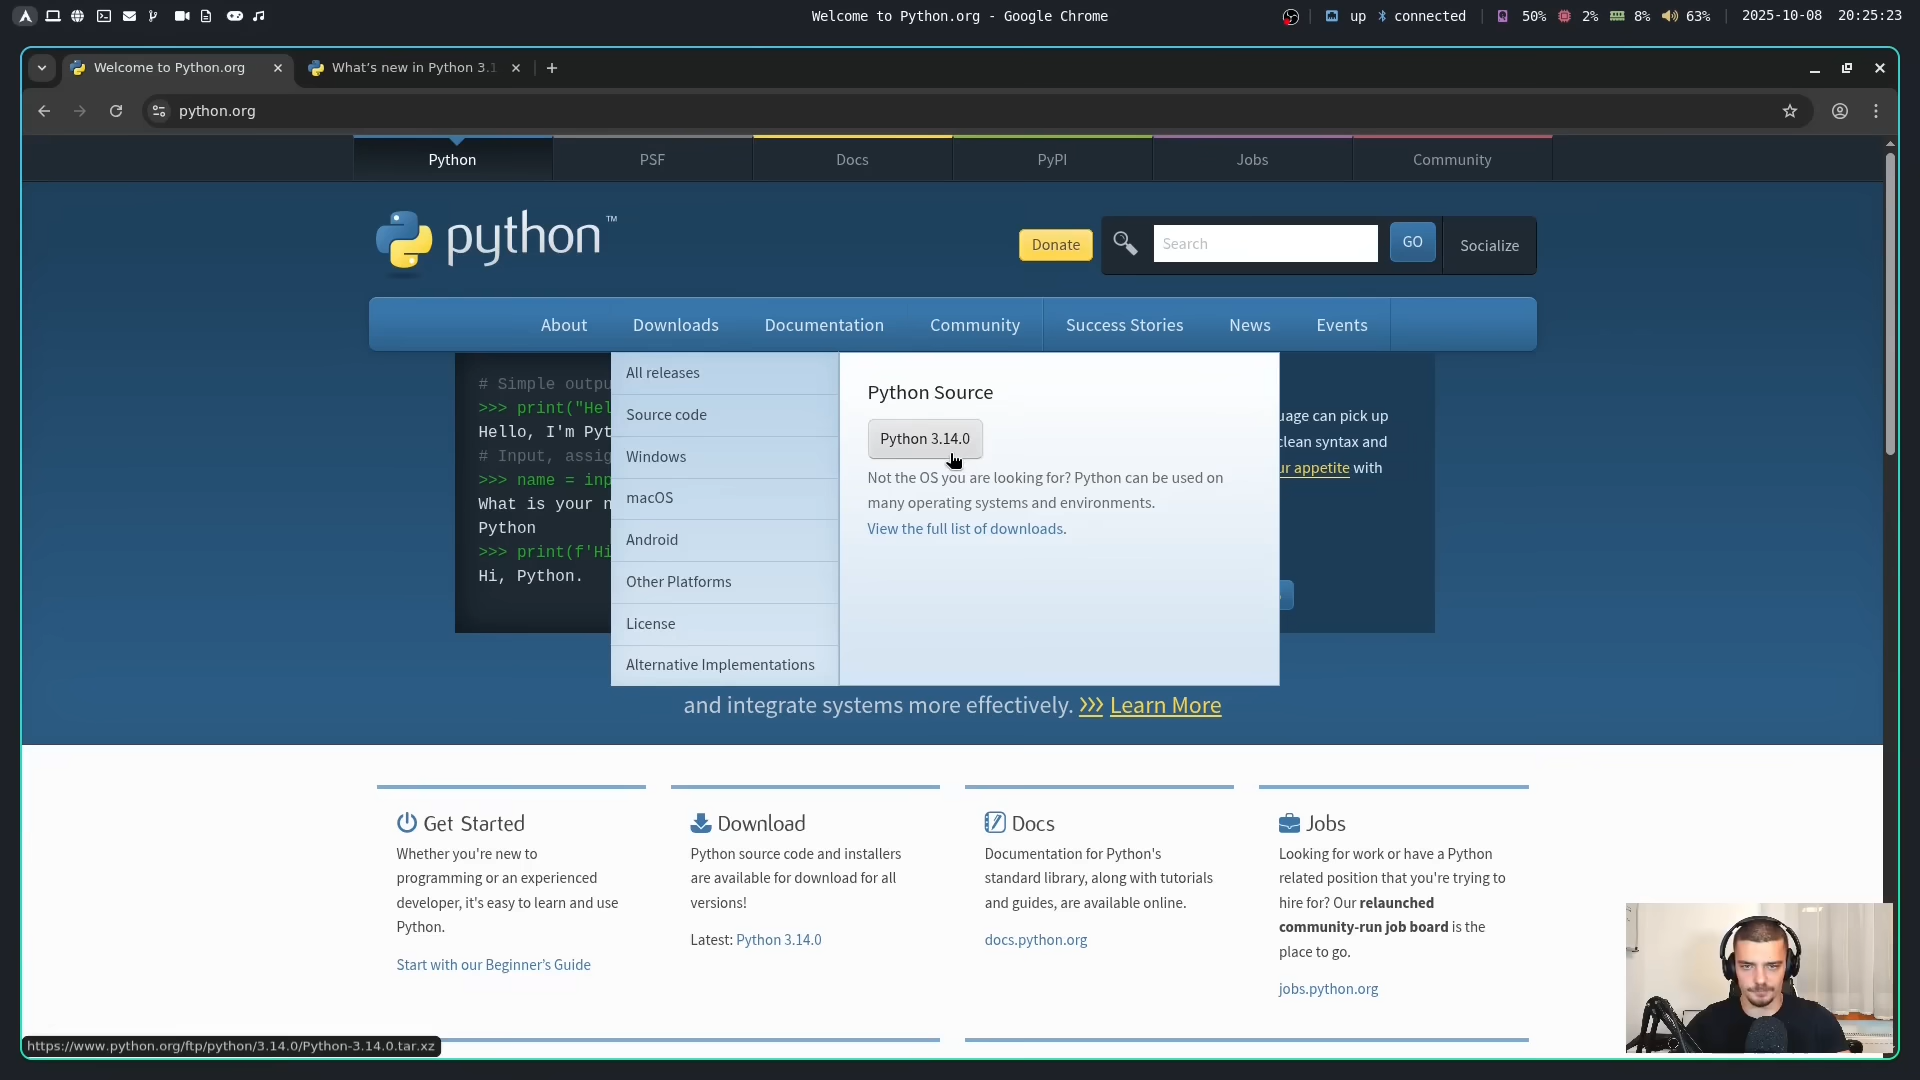 Welcome to Python.org - Google Chrome
up connected 50% 2% 8% 63% 2025-10-08 20:25:23
Welcome to Python.org
What's new in Python 3.1
python.org
Python PSF Docs PyPI Jobs Community
python™
Donate
Search
GO
Socialize
About Downloads Documentation Community Success Stories News Events
# Simple outpu
>>> print("Hel
Hello, I'm Pyt
# Input, assig
>>> name = inp
What is your n
Python
>>> print(f'Hi
Hi, Python.
All releases
Source code
Windows
macOS
Android
Other Platforms
License
Alternative Implementations
Python Source
Python 3.14.0
Not the OS you are looking for? Python can be used on
many operating systems and environments.
View the full list of downloads.
uage can pick up
clean syntax and
ur appetite with
and integrate systems more effectively. >>> Learn More
Get Started
Whether you're new to
programming or an experienced
developer, it's easy to learn and use
Python.
Start with our Beginner's Guide
Download
Python source code and installers
are available for download for all
versions!
Latest: Python 3.14.0
Docs
Documentation for Python's
standard library, along with tutorials
and guides, are available online.
docs.python.org
Jobs
Looking for work or have a Python
related position that you're trying to
hire for? Our relaunched
community-run job board is the
place to go.
jobs.python.org
https://www.python.org/ftp/python/3.14.0/Python-3.14.0.tar.xz